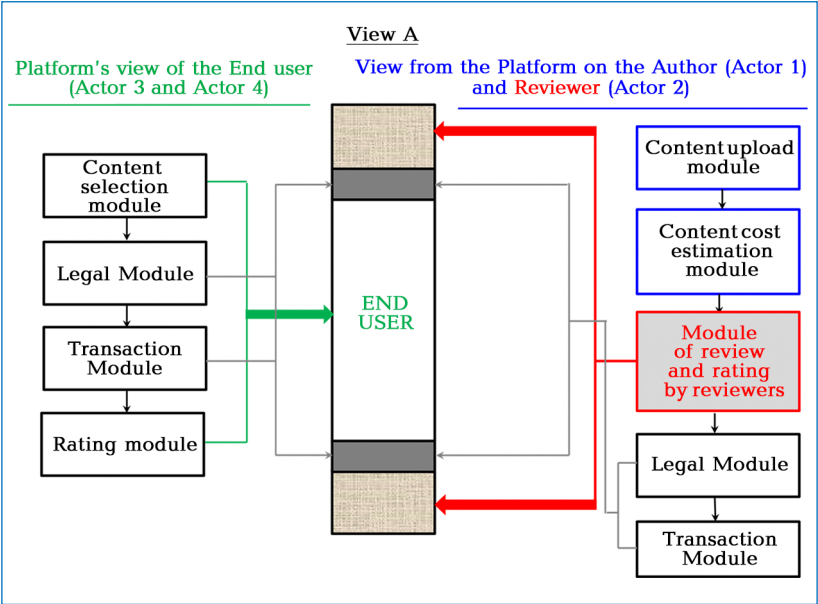 View A
Platform's view of the End user
(Actor 3 and Actor 4)
View from the Platform on the Author (Actor 1)
and Reviewer (Actor 2)
Content
selection
module
Legal Module
Transaction
Module
Rating module
END
USER
Content upload
module
Content cost
estimation
module
Module
of review
and rating
by reviewers
Legal Module
Transaction
Module